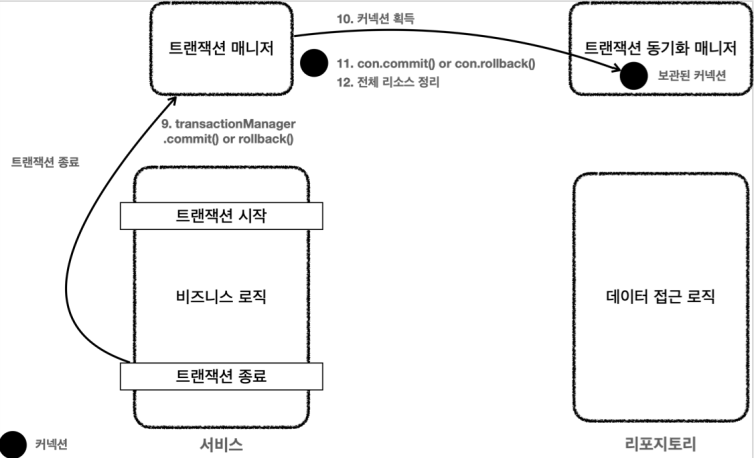 10. 커넥션 획득
트랜잭션 매니저
트랜잭션 동기화 매니저
11. con.commit() or con.rollback()
12. 전체 리소스 정리
보관된 커넥션
9. transactionManager
.commit() or rollback()
트랜잭션 종료
트랜잭션 시작
비즈니스 로직
데이터 접근 로직
트랜잭션 종료
커넥션
서비스
리포지토리